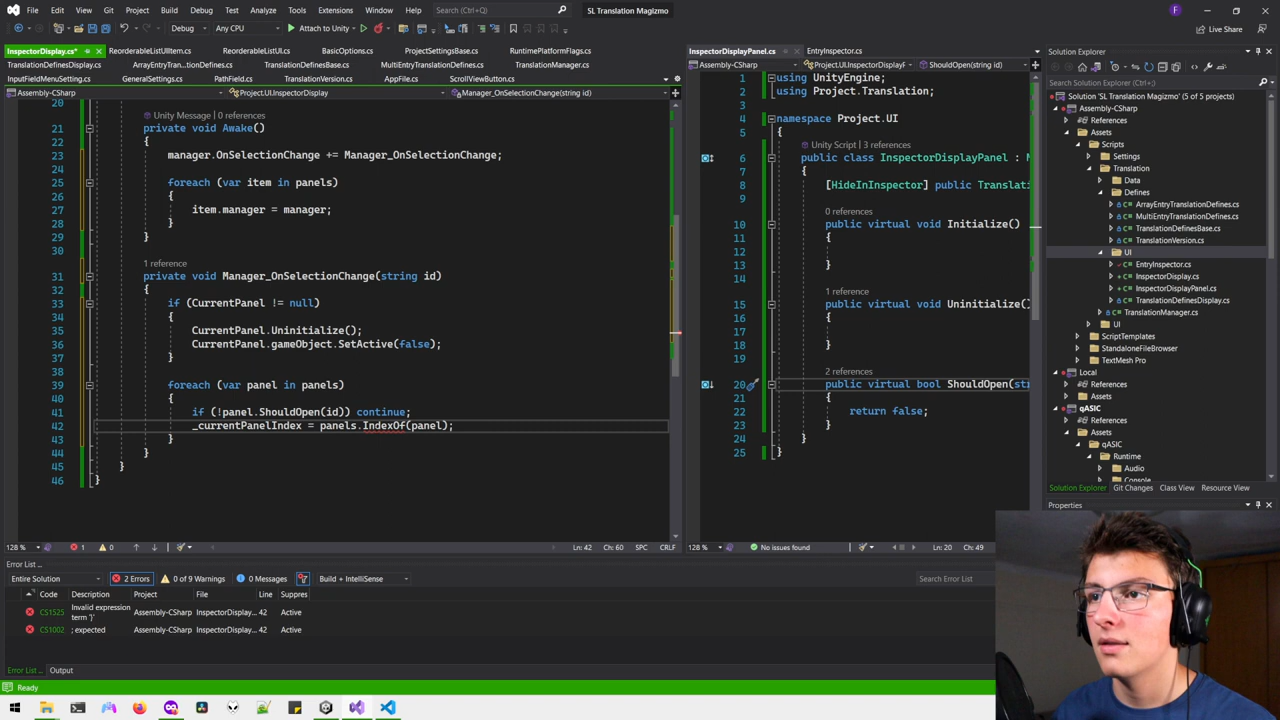 File Edit View Git Project Build Debug Test Analyze Tools Extensions Window Help Search (Ctrl+Q) SL Translation Magizmo F
Debug Any CPU Attach to Unity Live Share
InspectorDisplay.cs* ReorderableListUIItem.cs ReorderableListUI.cs BasicOptions.cs ProjectSettingsBase.cs RuntimePlatformFlags.cs
TranslationDefinesDisplay.cs ArrayEntryTran...tionDefines.cs TranslationDefinesBase.cs MultiEntryTranslationDefines.cs TranslationManager.cs
InputFieldMenuSetting.cs GeneralSettings.cs PathField.cs TranslationVersion.cs AppFile.cs ScrollViewButton.cs
Assembly-CSharp Project.UI.InspectorDisplay Manager_OnSelectionChange(string id)
20
Unity Message | 0 references
21 private void Awake()
22 {
23 manager.OnSelectionChange += Manager_OnSelectionChange;
24
25 foreach (var item in panels)
26 {
27 item.manager = manager;
28 }
29 }
30
1 reference
31 private void Manager_OnSelectionChange(string id)
32 {
33 if (CurrentPanel != null)
34 {
35 CurrentPanel.Uninitialize();
36 CurrentPanel.gameObject.SetActive(false);
37 }
38
39 foreach (var panel in panels)
40 {
41 if (!panel.ShouldOpen(id)) continue;
42 _currentPanelIndex = panels.IndexOf(panel);
43 }
44 }
45 }
46 }
128 % 1 0 Ln: 42 Ch: 60 SPC CRLF
InspectorDisplayPanel.cs EntryInspector.cs
Assembly-CSharp Project.UI.InspectorDisplayF ShouldOpen(string id)
1 using UnityEngine;
2 using Project.Translation;
3
4 namespace Project.UI
5 {
Unity Script | 3 references
6 public class InspectorDisplayPanel :
7 {
8 [HideInInspector] public Translati
9
0 references
10 public virtual void Initialize()
11 {
12
13 }
14
1 reference
15 public virtual void Uninitialize()
16 {
17
18 }
19
2 references
20 public virtual bool ShouldOpen(str
21 {
22 return false;
23 }
24 }
25 }
128 % No issues found Ln: 20 Ch: 49
Solution Explorer
Search Solution Explorer (Ctrl+;)
Solution 'SL Translation Magizmo' (5 of 5 projects)
Assembly-CSharp
References
Assets
Scripts
Settings
Translation
Data
Defines
ArrayEntryTranslationDefines.cs
MultiEntryTranslationDefines.cs
TranslationDefinesBase.cs
TranslationVersion.cs
UI
EntryInspector.cs
InspectorDisplay.cs
InspectorDisplayPanel.cs
TranslationDefinesDisplay.cs
TranslationManager.cs
UI
ScriptTemplates
StandaloneFileBrowser
TextMesh Pro
Local
References
Assets
qASIC
References
Assets
qASIC
Runtime
Audio
Console
Solution Explorer Git Changes Class View Resource View
Properties
Error List ...
Entire Solution 2 Errors 0 of 9 Warnings 0 Messages Build + IntelliSense Search Error List
Code Description Project File Line Suppres
CS1525 Invalid expression term '}' Assembly-CSharp InspectorDisplay... 42 Active
CS1002 ; expected Assembly-CSharp InspectorDisplay... 42 Active
Error List ... Output
Ready